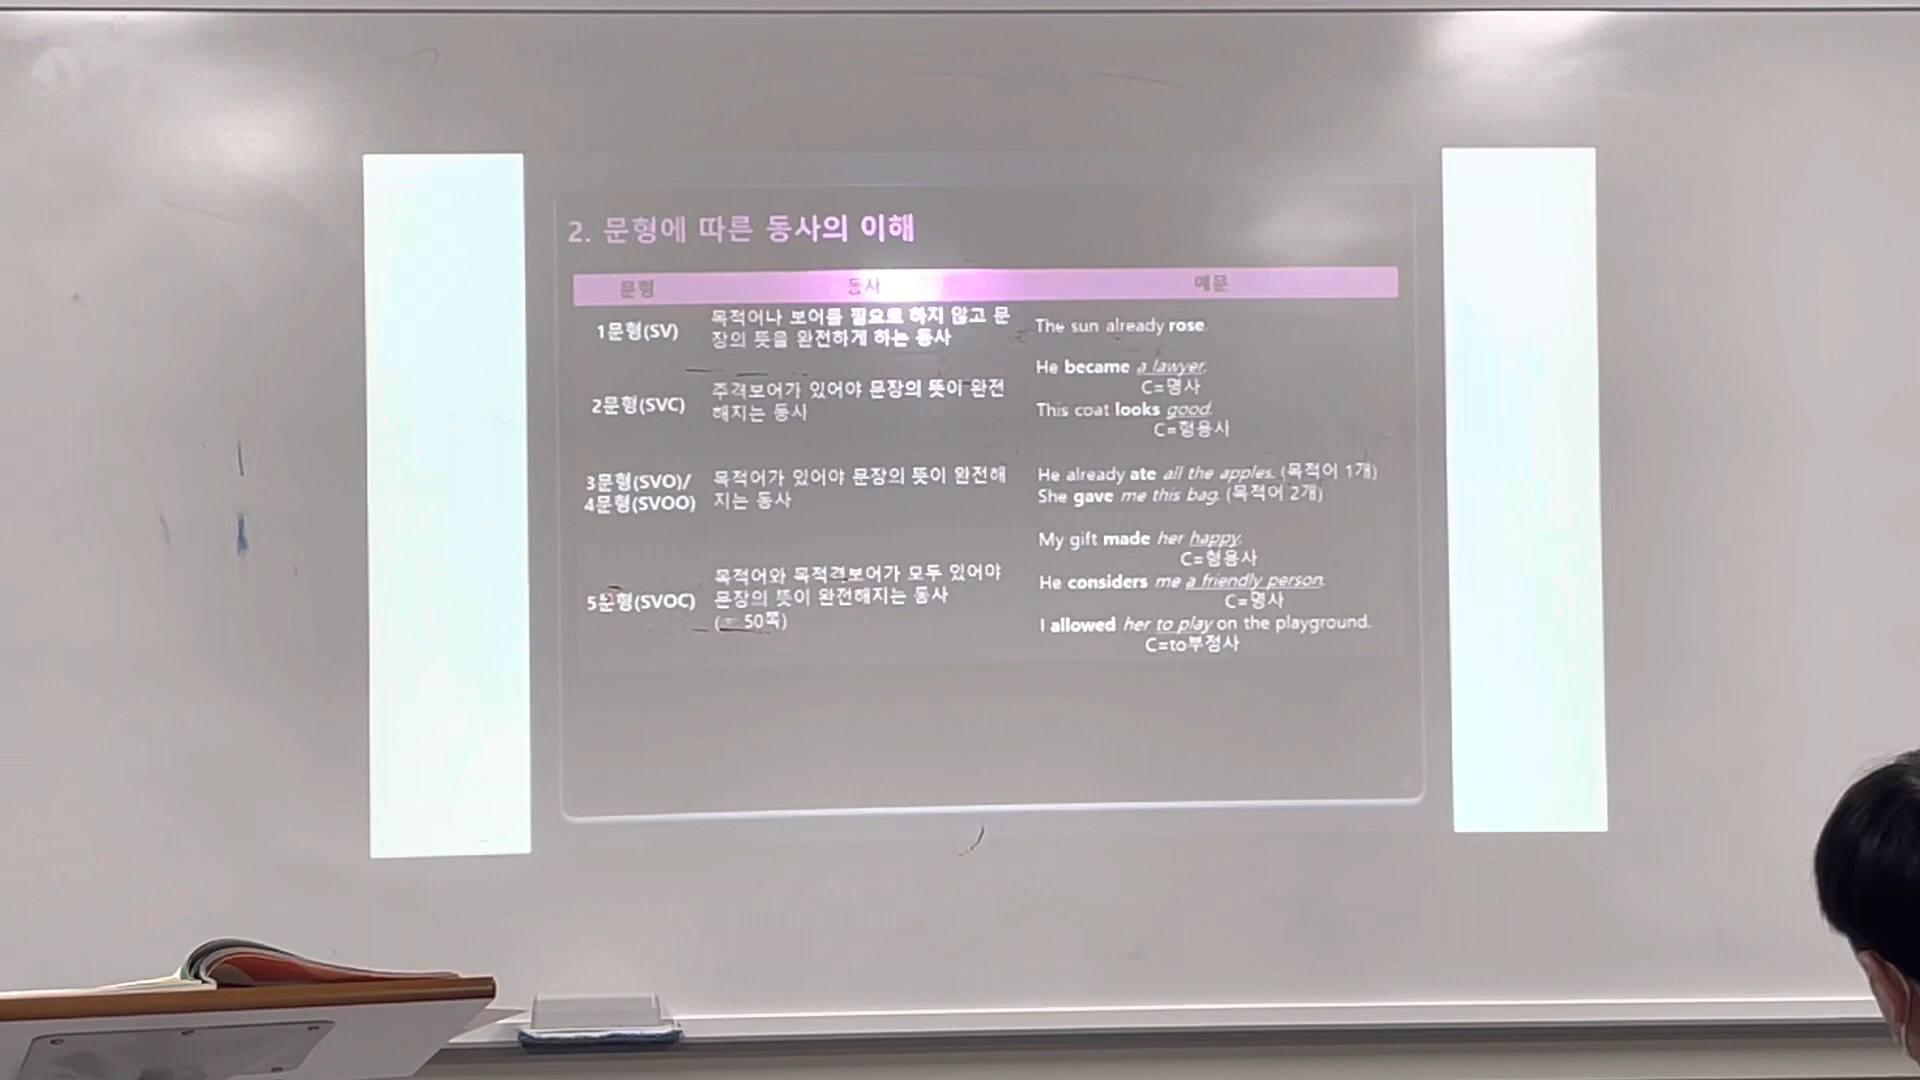 2. 문형에 따른 동사의 이해
문형 동사 예문
1문형(SV)
목적어나 보어를 필요로 하지 않고 문
장의 뜻을 완전하게 하는 동사
The sun already rose.
2문형(SVC)
주격보어가 있어야 문장의 뜻이 완전
해지는 동사
He became a lawyer.
C=명사
This coat looks good.
C=형용사
3문형(SVO)/
4문형(SVOO)
목적어가 있어야 문장의 뜻이 완전해
지는 동사
He already ate all the apples. (목적어 1개)
She gave me this bag. (목적어 2개)
5문형(SVOC)
목적어와 목적격보어가 모두 있어야
문장의 뜻이 완전해지는 동사
50쪽)
My gift made her happy.
C=형용사
He considers me a friendly person.
C=명사
I allowed her to play on the playground.
C=to부정사